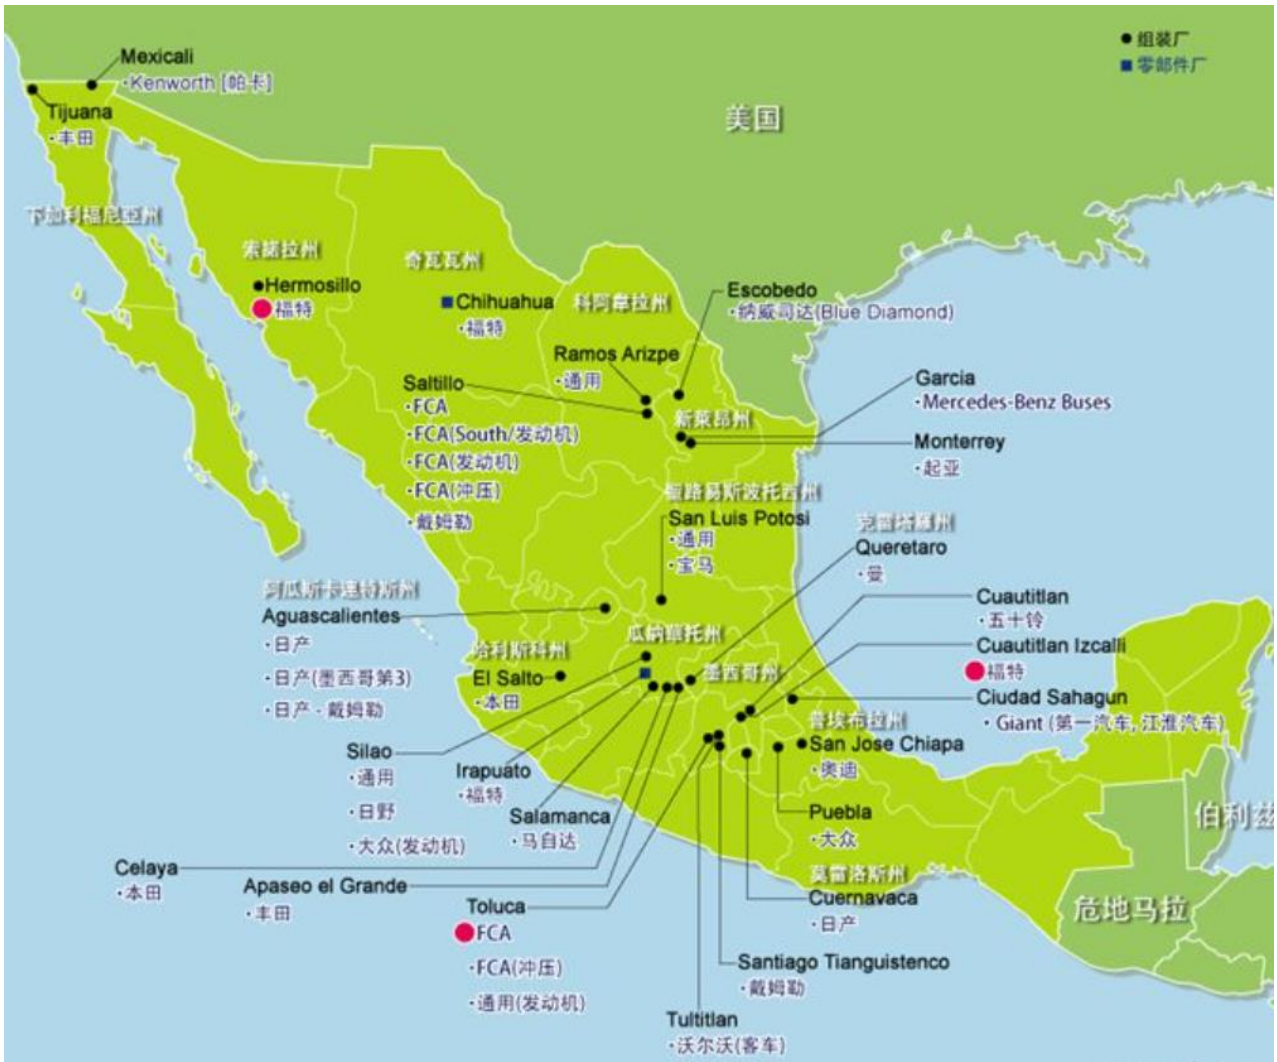 组装厂
零部件厂
Mexicali
·Kenworth [帕卡]
Tijuana
·丰田
美国
下加利福尼亚州
索诺拉州
Hermosillo
福特
奇瓦瓦州
Chihuahua
·福特
科阿韦拉州
Escobedo
·纳威司达(Blue Diamond)
Ramos Arizpe
·通用
Saltillo
·FCA
·FCA(South/发动机)
·FCA(发动机)
·FCA(冲压)
·戴姆勒
新莱昂州
Garcia
·Mercedes-Benz Buses
Monterrey
·起亚
San Luis Potosi
·通用
·宝马
克雷塔罗州
Queretaro
·曼
阿瓜斯卡连特斯州
Aguascalientes
·日产
·日产(墨西哥第3)
·日产 - 戴姆勒
瓜纳华托州
哈利斯科州
El Salto
·本田
墨西哥州
Cuautitlan
·五十铃
Cuautitlan Izcalli
福特
Ciudad Sahagun
·Giant (第一汽车, 江淮汽车)
普埃布拉州
San Jose Chiapa
·奥迪
Silao
·通用
·日野
·大众(发动机)
Irapuato
·福特
Salamanca
·马自达
Puebla
·大众
伯利兹
Celaya
·本田
Apaseo el Grande
·丰田
Toluca
FCA
·FCA(冲压)
·通用(发动机)
莫雷洛斯州
Cuernavaca
·日产
危地马拉
Santiago Tianguistenco
·戴姆勒
Tultitlan
·沃尔沃(客车)